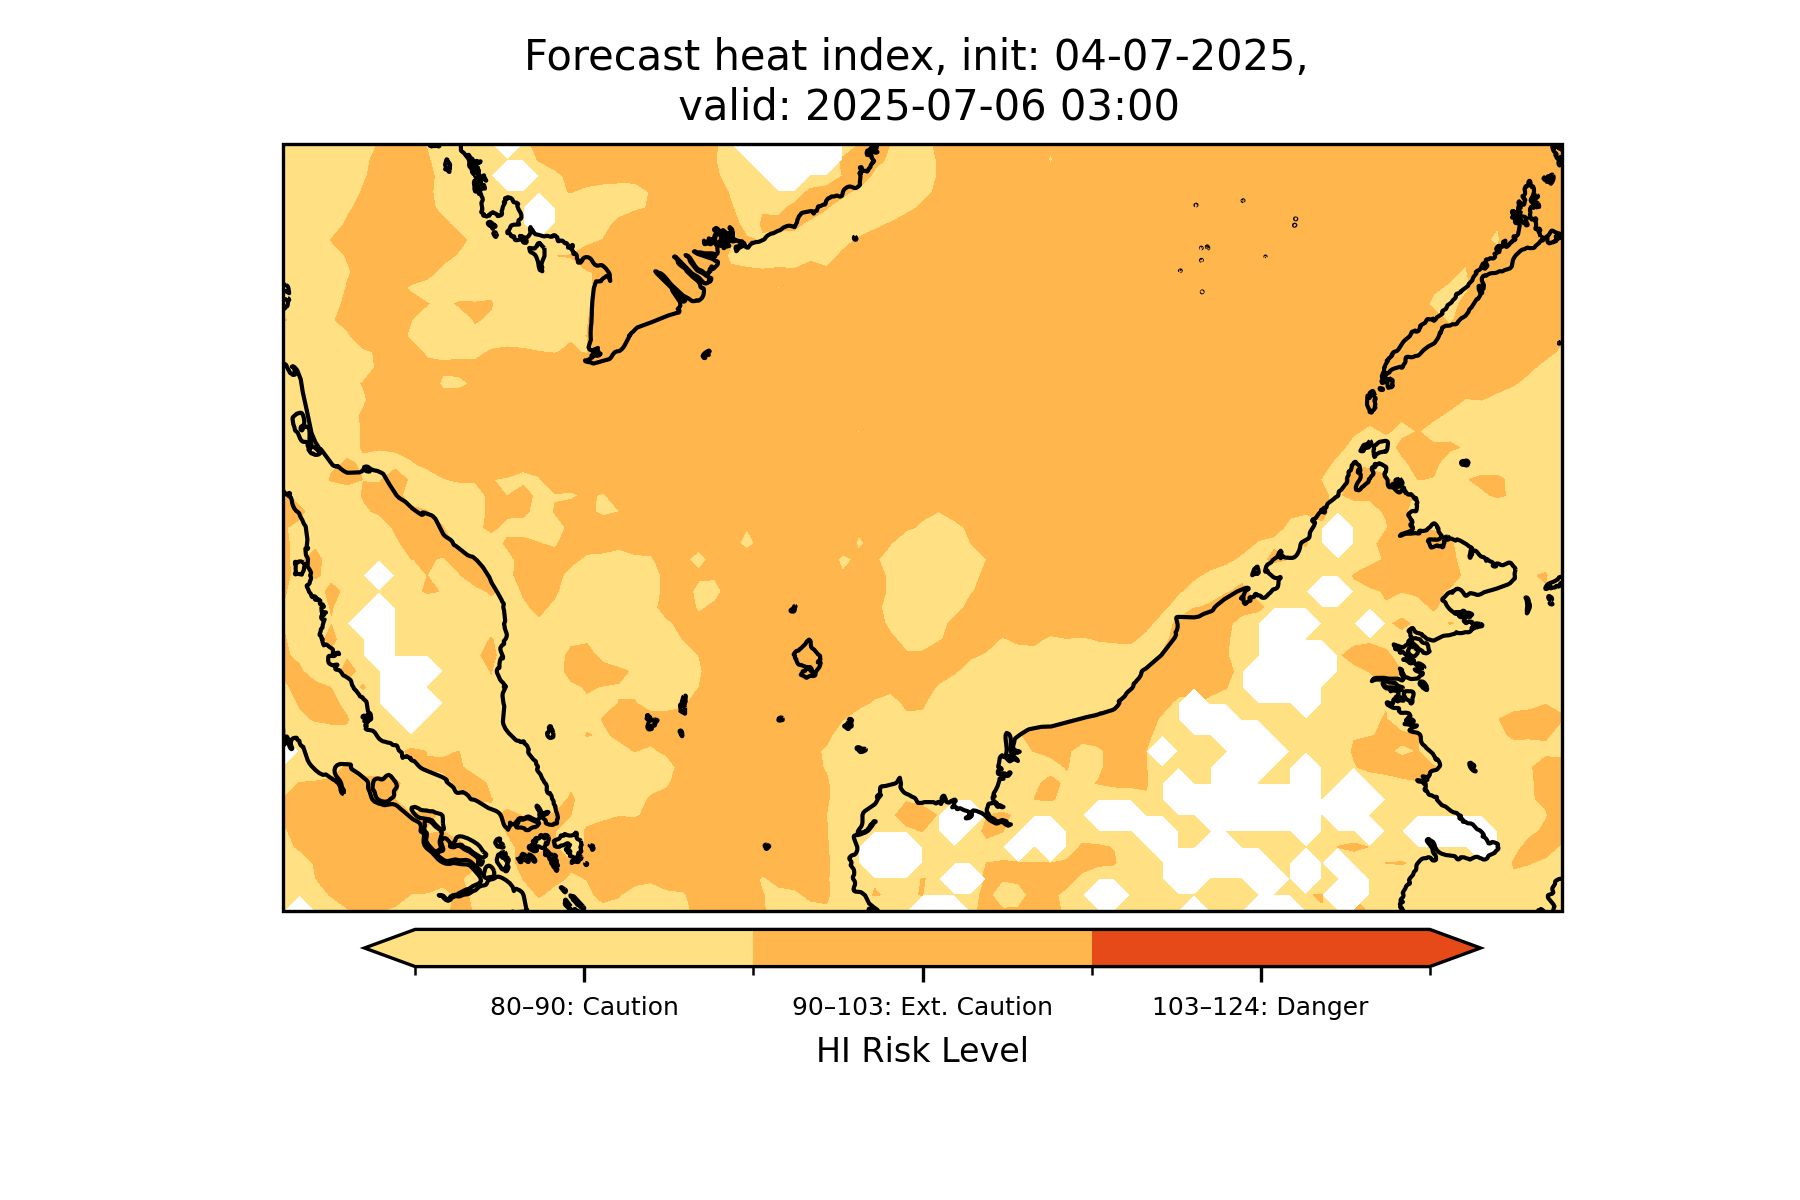 Forecast heat index, init: 04-07-2025,
valid: 2025-07-06 03:00
80–90: Caution
90–103: Ext. Caution
103–124: Danger
HI Risk Level